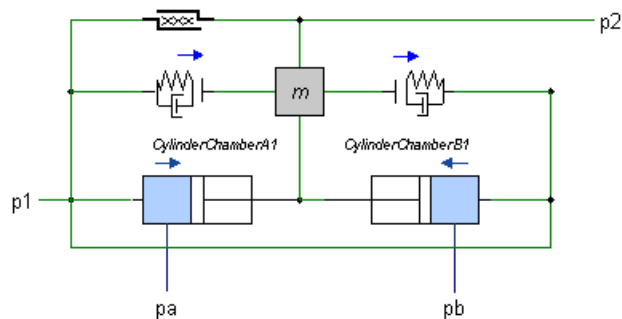 p2
m
CylinderChamberA1
CylinderChamberB1
p1
pa
pb